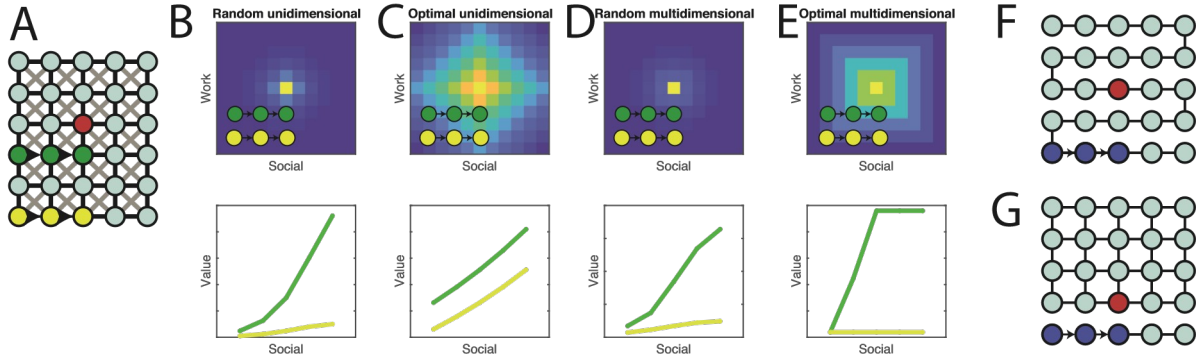 A
B
Random unidimensional
Work
Social
Value
Social
C
Optimal unidimensional
Work
Social
Value
Social
D
Random multidimensional
Work
Social
Value
Social
E
Optimal multidimensional
Work
Social
Value
Social
F
G